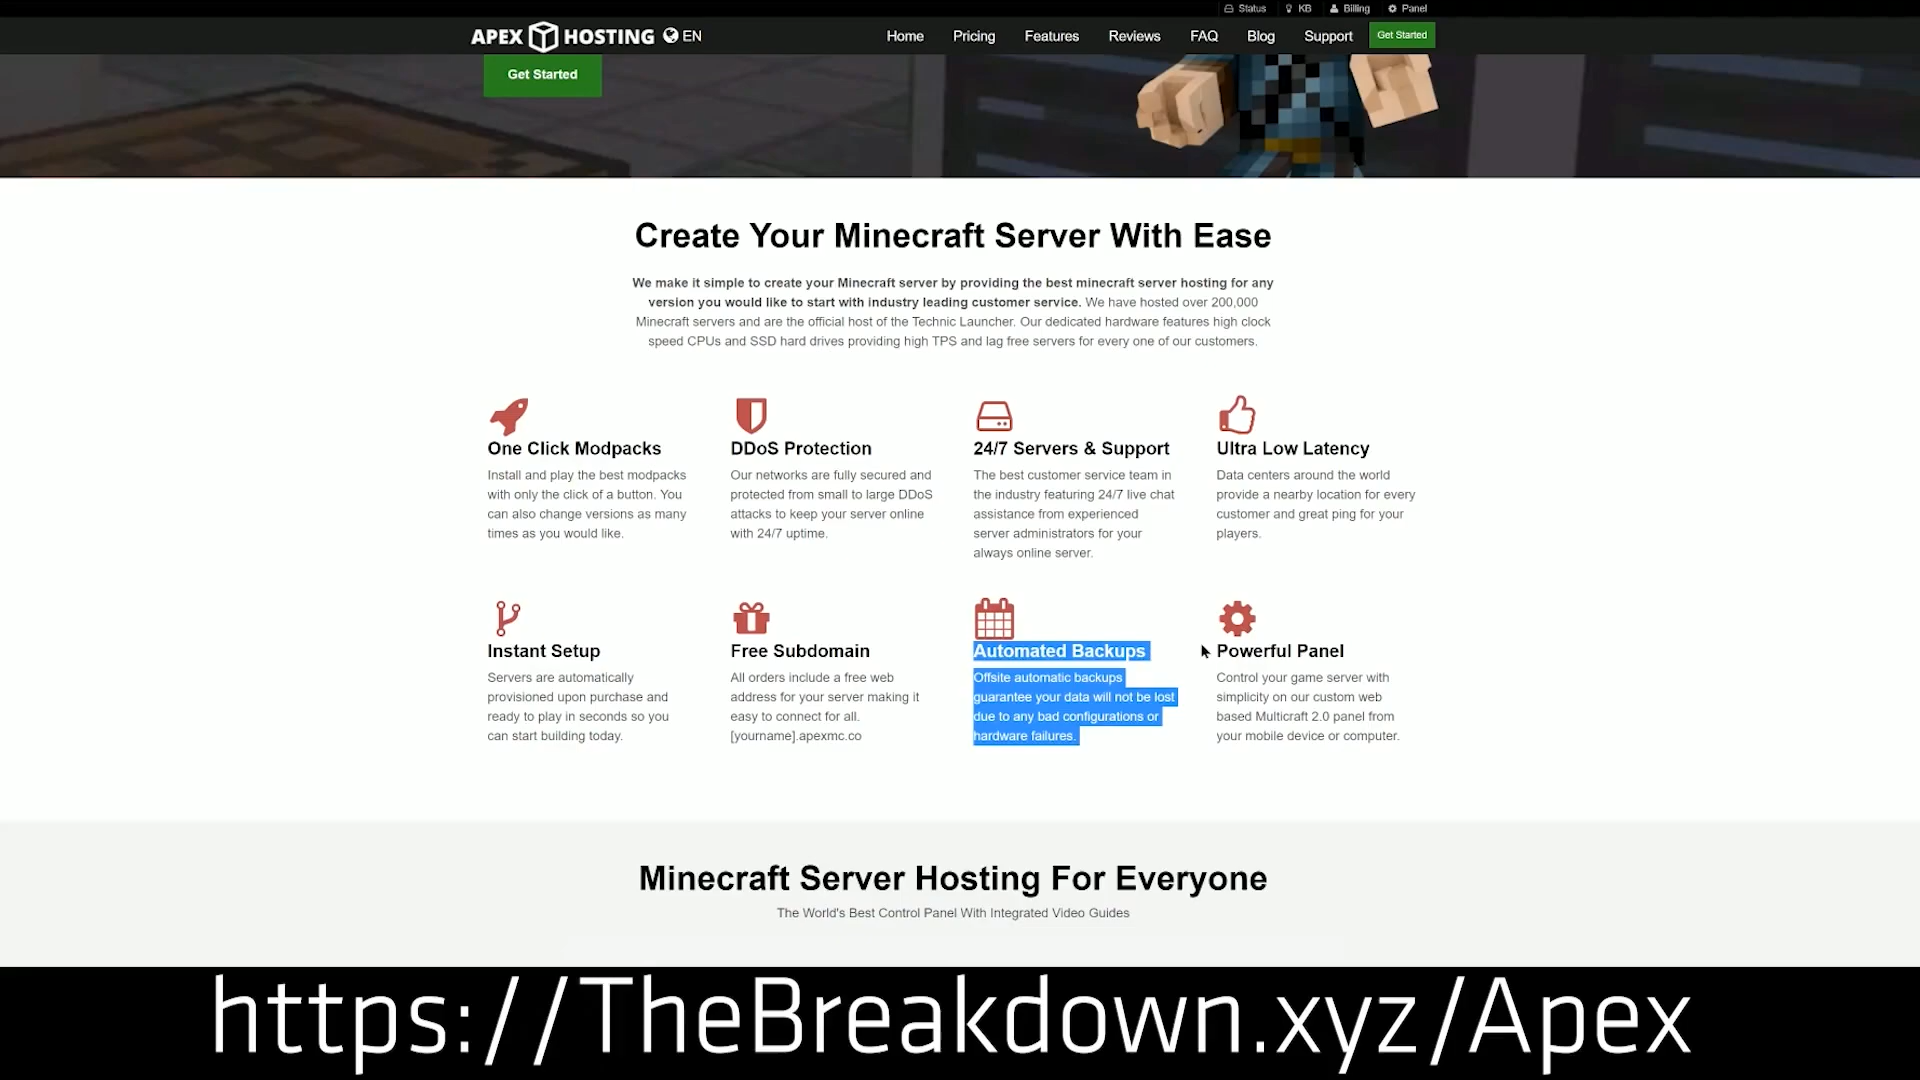 Status KB Billing Panel
APEX HOSTING EN Home Pricing Features Reviews FAQ Blog Support Get Started
Get Started
Create Your Minecraft Server With Ease
We make it simple to create your Minecraft server by providing the best minecraft server hosting for any
version you would like to start with industry leading customer service. We have hosted over 200,000
Minecraft servers and are the official host of the Technic Launcher. Our dedicated hardware features high clock
speed CPUs and SSD hard drives providing high TPS and lag free servers for every one of our customers.
One Click Modpacks
Install and play the best modpacks
with only the click of a button. You
can also change versions as many
times as you would like.
DDoS Protection
Our networks are fully secured and
protected from small to large DDoS
attacks to keep your server online
with 24/7 uptime.
24/7 Servers & Support
The best customer service team in
the industry featuring 24/7 live chat
assistance from experienced
server administrators for your
always online server.
Ultra Low Latency
Data centers around the world
provide a nearby location for every
customer and great ping for your
players.
Instant Setup
Servers are automatically
provisioned upon purchase and
ready to play in seconds so you
can start building today.
Free Subdomain
All orders include a free web
address for your server making it
easy to connect for all.
[yourname].apexmc.co
Automated Backups
Offsite automatic backups
guarantee your data will not be lost
due to any bad configurations or
hardware failures.
Powerful Panel
Control your game server with
simplicity on our custom web
based Multicraft 2.0 panel from
your mobile device or computer.
Minecraft Server Hosting For Everyone
The World's Best Control Panel With Integrated Video Guides
https://TheBreakdown.xyz/Apex